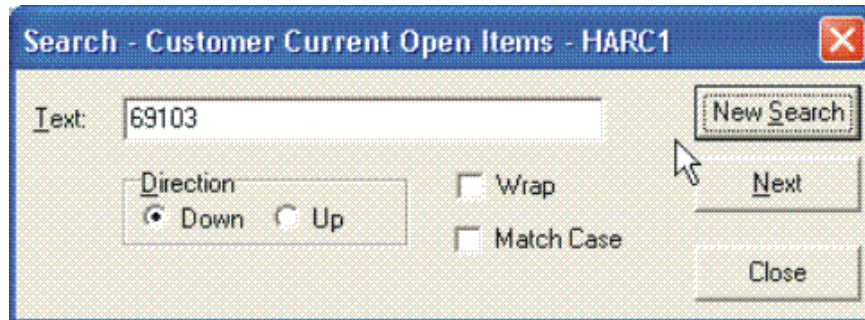 Search - Customer Current Open Items - HARC1
Text: 69103 New Search
Direction Wrap Next
Down Up
Match Case
Close